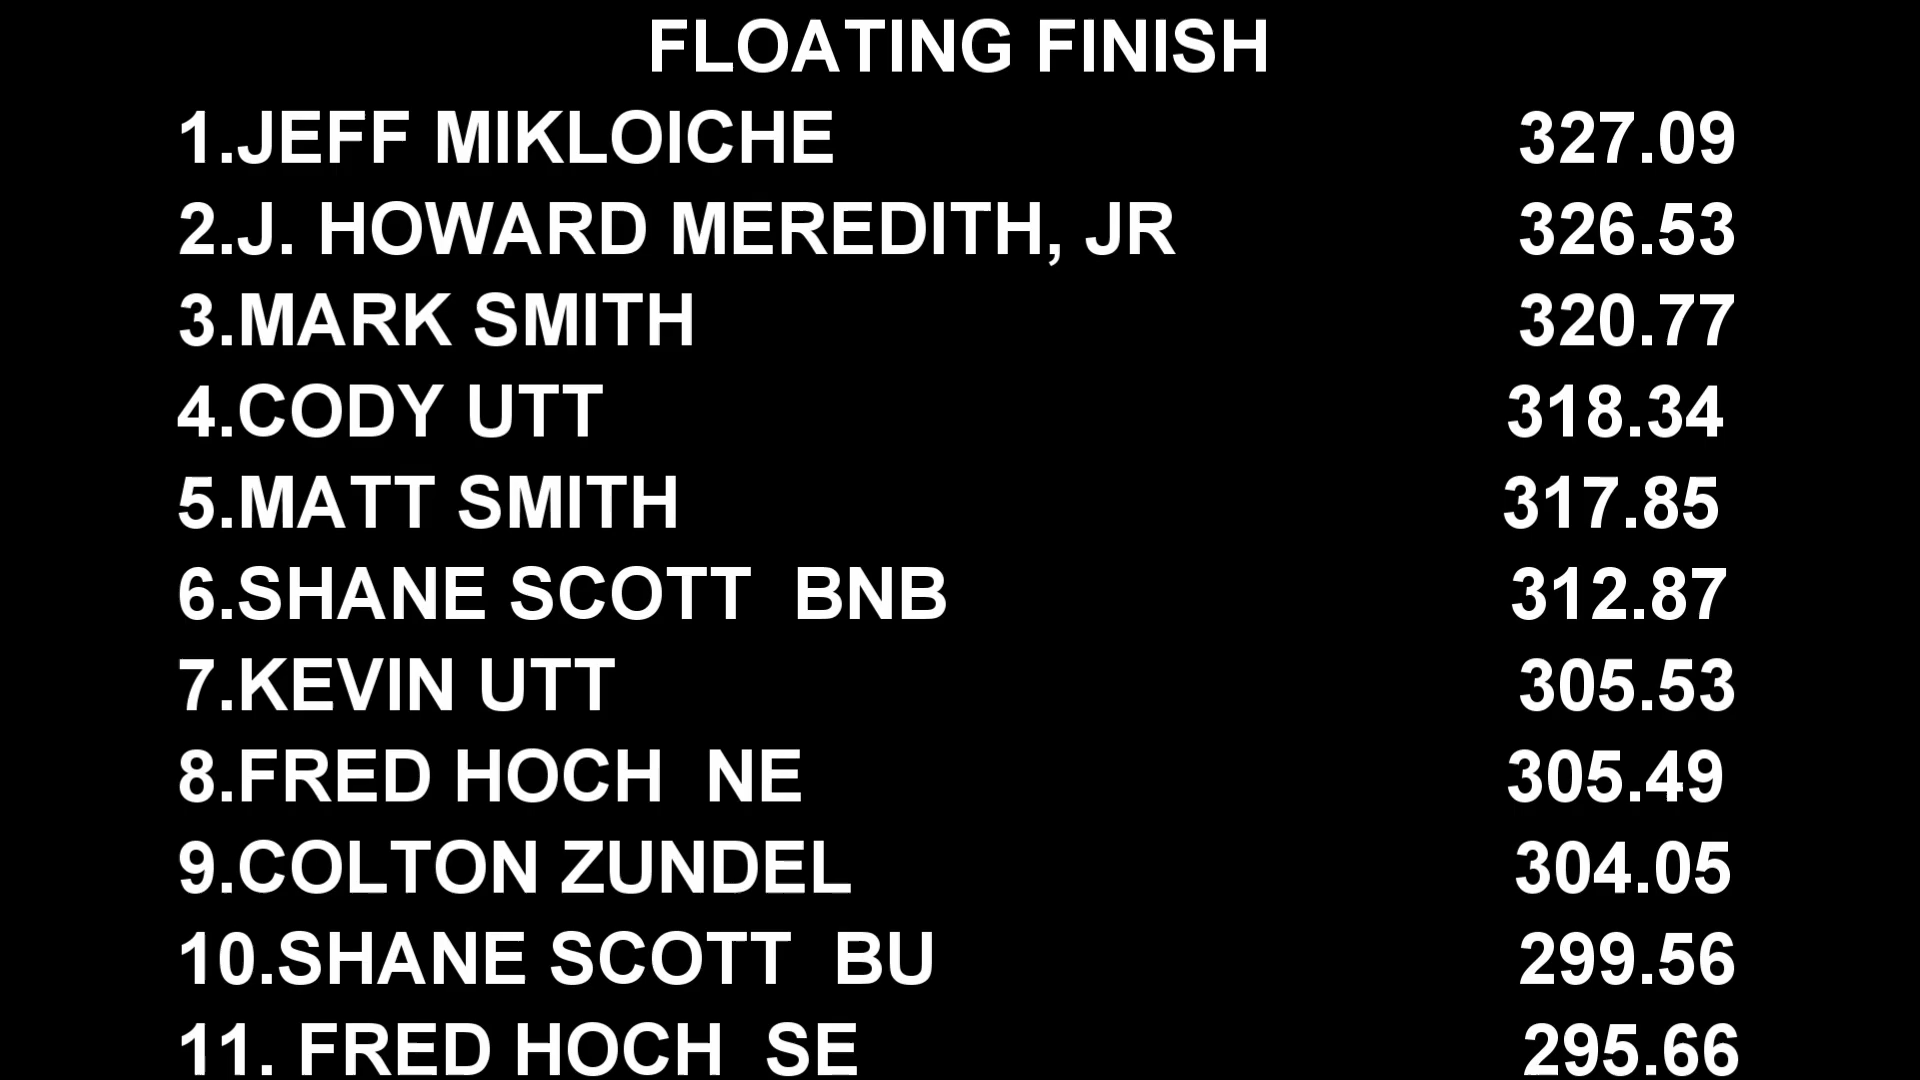 FLOATING FINISH
1.JEFF MIKLOICHE 327.09
2.J. HOWARD MEREDITH, JR 326.53
3.MARK SMITH 320.77
4.CODY UTT 318.34
5.MATT SMITH 317.85
6.SHANE SCOTT  BNB 312.87
7.KEVIN UTT 305.53
8.FRED HOCH  NE 305.49
9.COLTON ZUNDEL 304.05
10.SHANE SCOTT  BU 299.56
11. FRED HOCH  SE 295.66